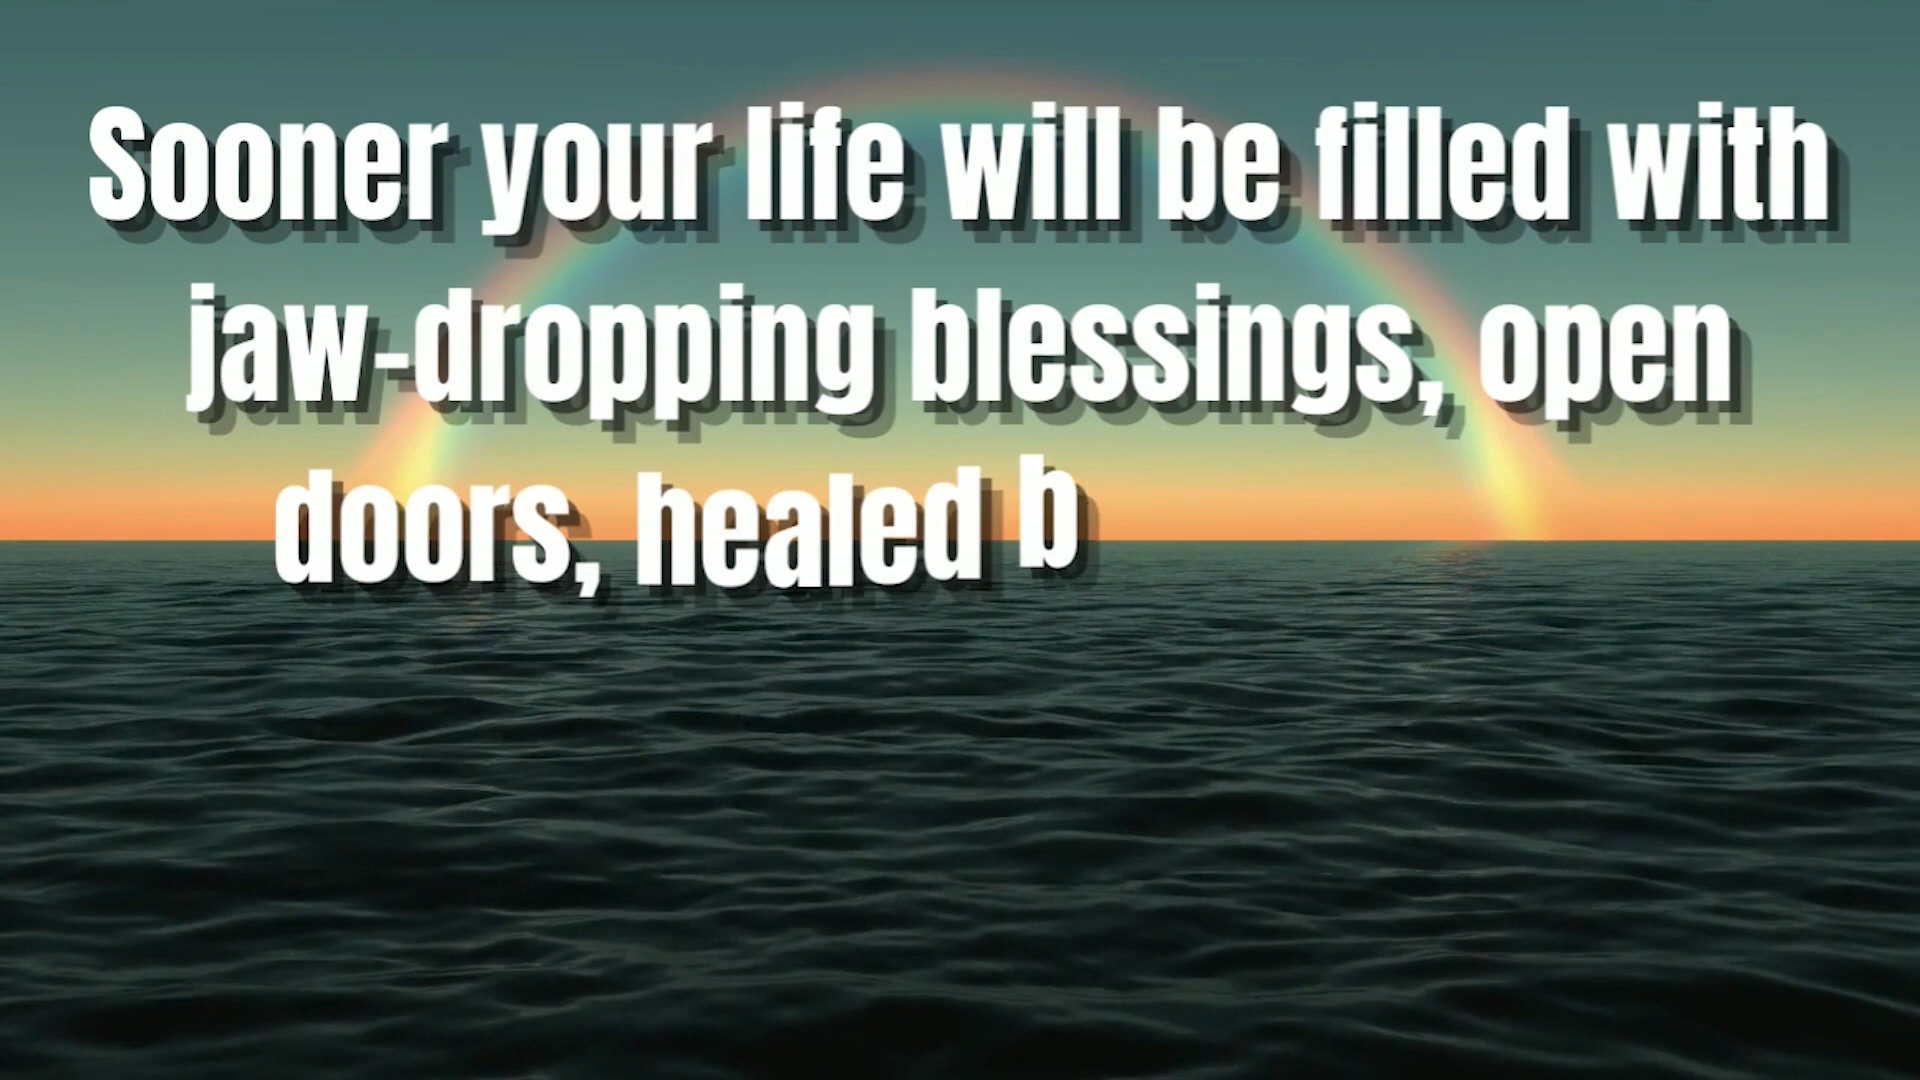 Sooner your life will be filled with
jaw-dropping blessings, open
doors, healed b